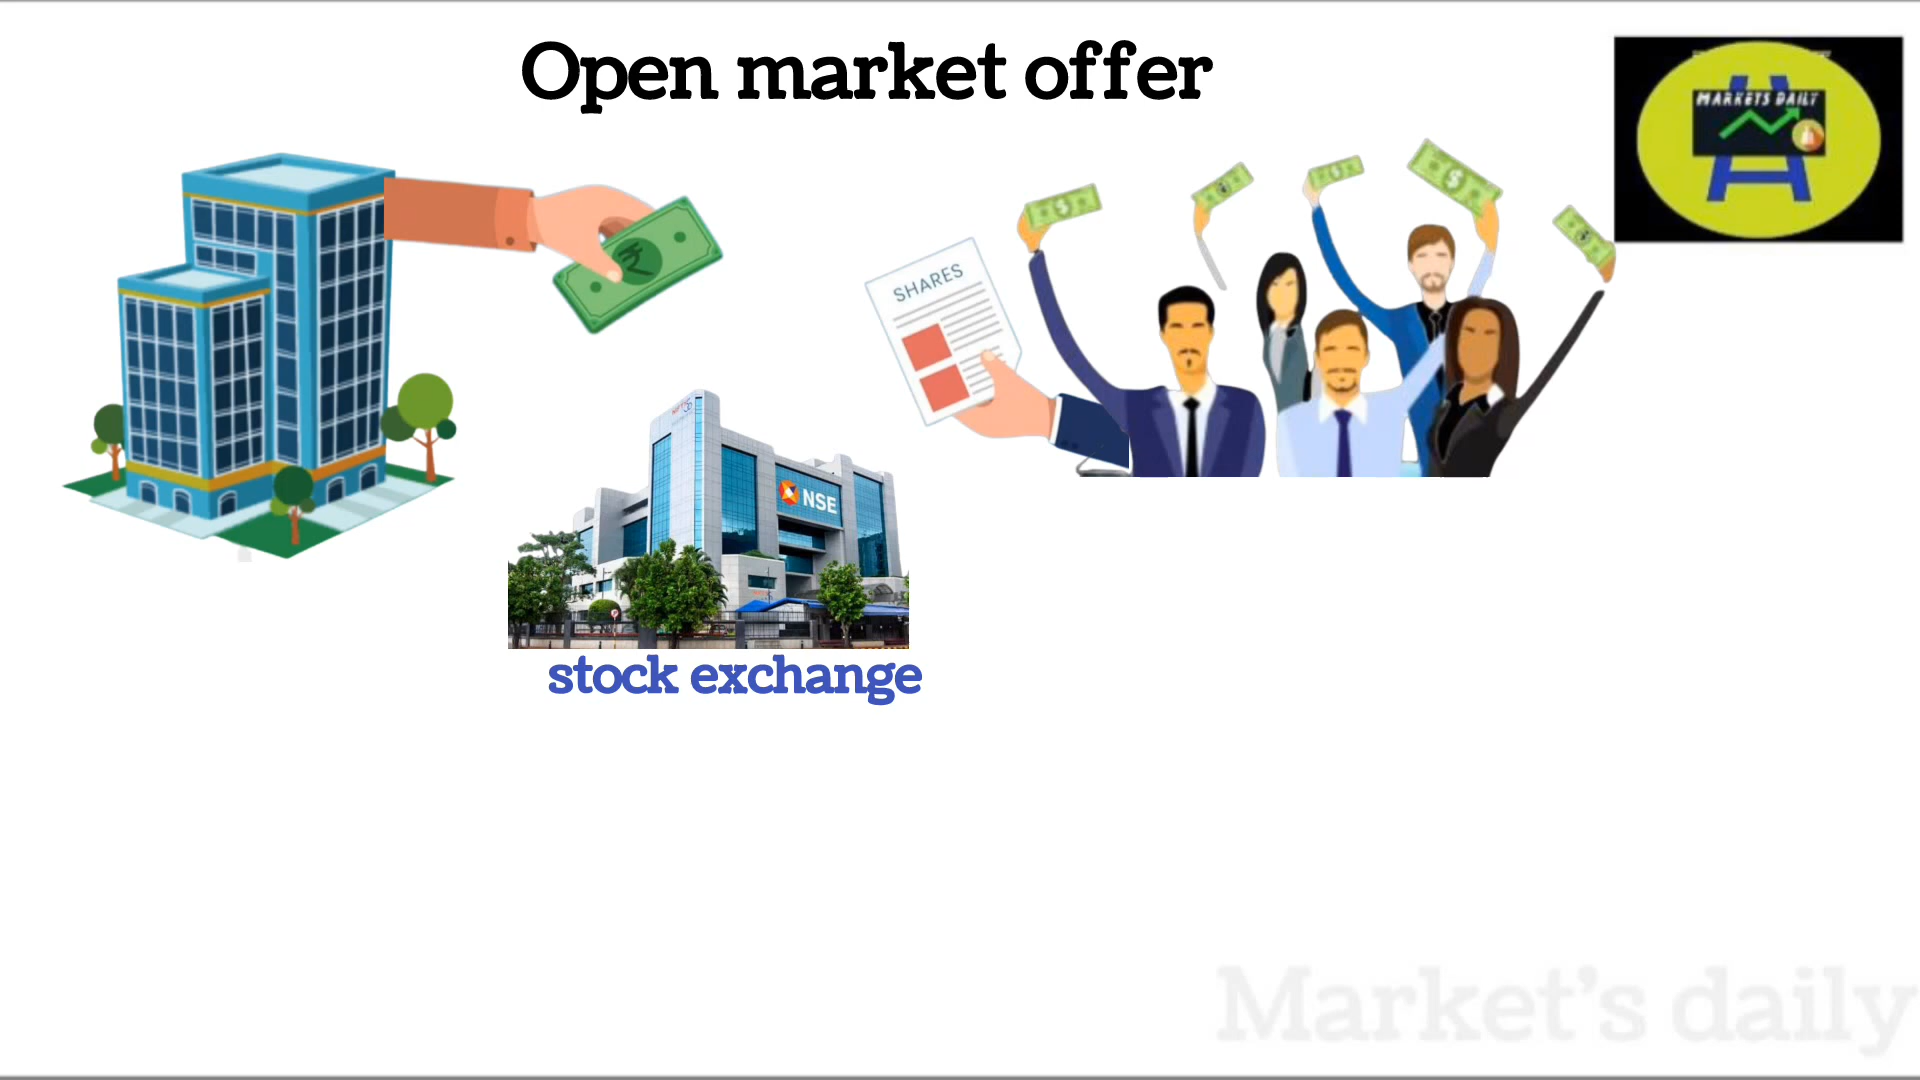 Open market offer
MARKETS DAILY
SHARES
NSE
stock exchange
Market's daily